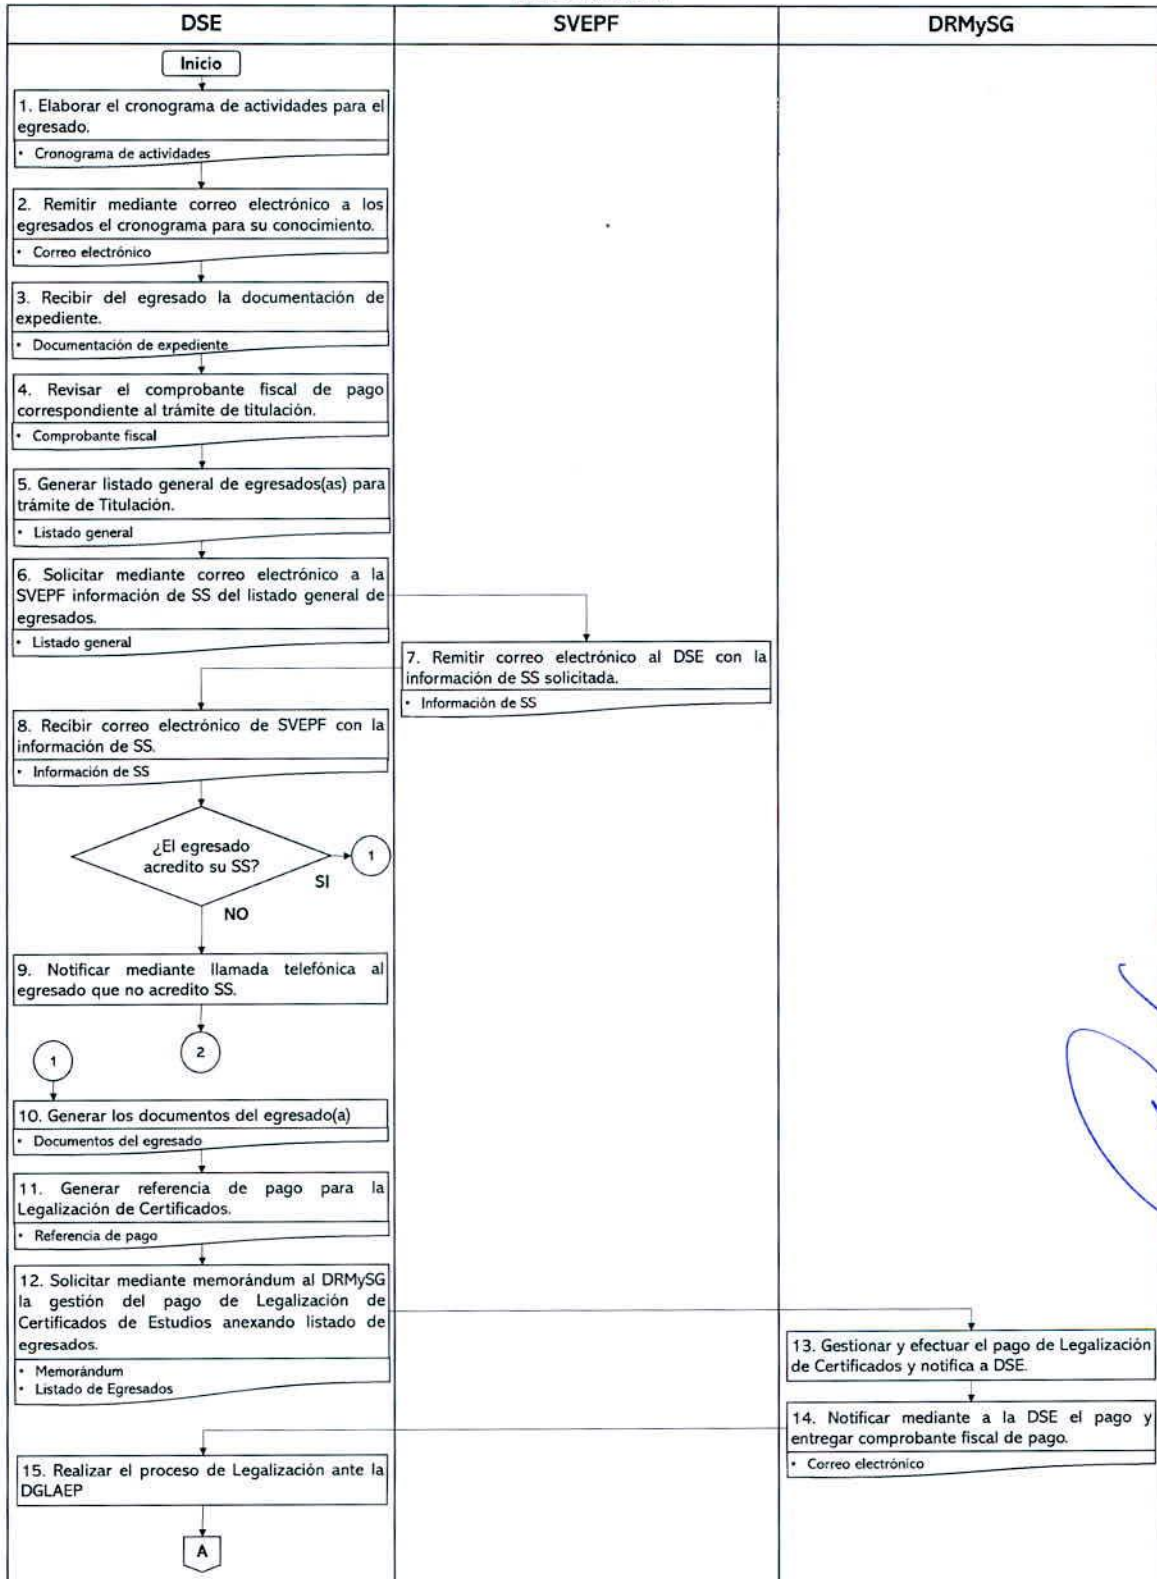 DSE
SVEPF
DRMySG
Inicio
1. Elaborar el cronograma de actividades para el
egresado.
• Cronograma de actividades
2. Remitir mediante correo electrónico a los
egresados el cronograma para su conocimiento.
• Correo electrónico
3. Recibir del egresado la documentación de
expediente.
• Documentación de expediente
4. Revisar el comprobante fiscal de pago
correspondiente al trámite de titulación.
• Comprobante fiscal
5. Generar listado general de egresados(as) para
trámite de Titulación.
• Listado general
6. Solicitar mediante correo electrónico a la
SVEPF información de SS del listado general de
egresados.
• Listado general
7. Remitir correo electrónico al DSE con la
información de SS solicitada.
• Información de SS
8. Recibir correo electrónico de SVEPF con la
información de SS.
• Información de SS
¿El egresado
acredito su SS?
1
SI
NO
9. Notificar mediante llamada telefónica al
egresado que no acredito SS.
2
1
10. Generar los documentos del egresado(a)
• Documentos del egresado
11. Generar referencia de pago para la
Legalización de Certificados.
• Referencia de pago
12. Solicitar mediante memorándum al DRMySG
la gestión del pago de Legalización de
Certificados de Estudios anexando listado de
egresados.
• Memorándum
• Listado de Egresados
13. Gestionar y efectuar el pago de Legalización
de Certificados y notifica a DSE.
14. Notificar mediante a la DSE el pago y
entregar comprobante fiscal de pago.
• Correo electrónico
15. Realizar el proceso de Legalización ante la
DGLAEP
A